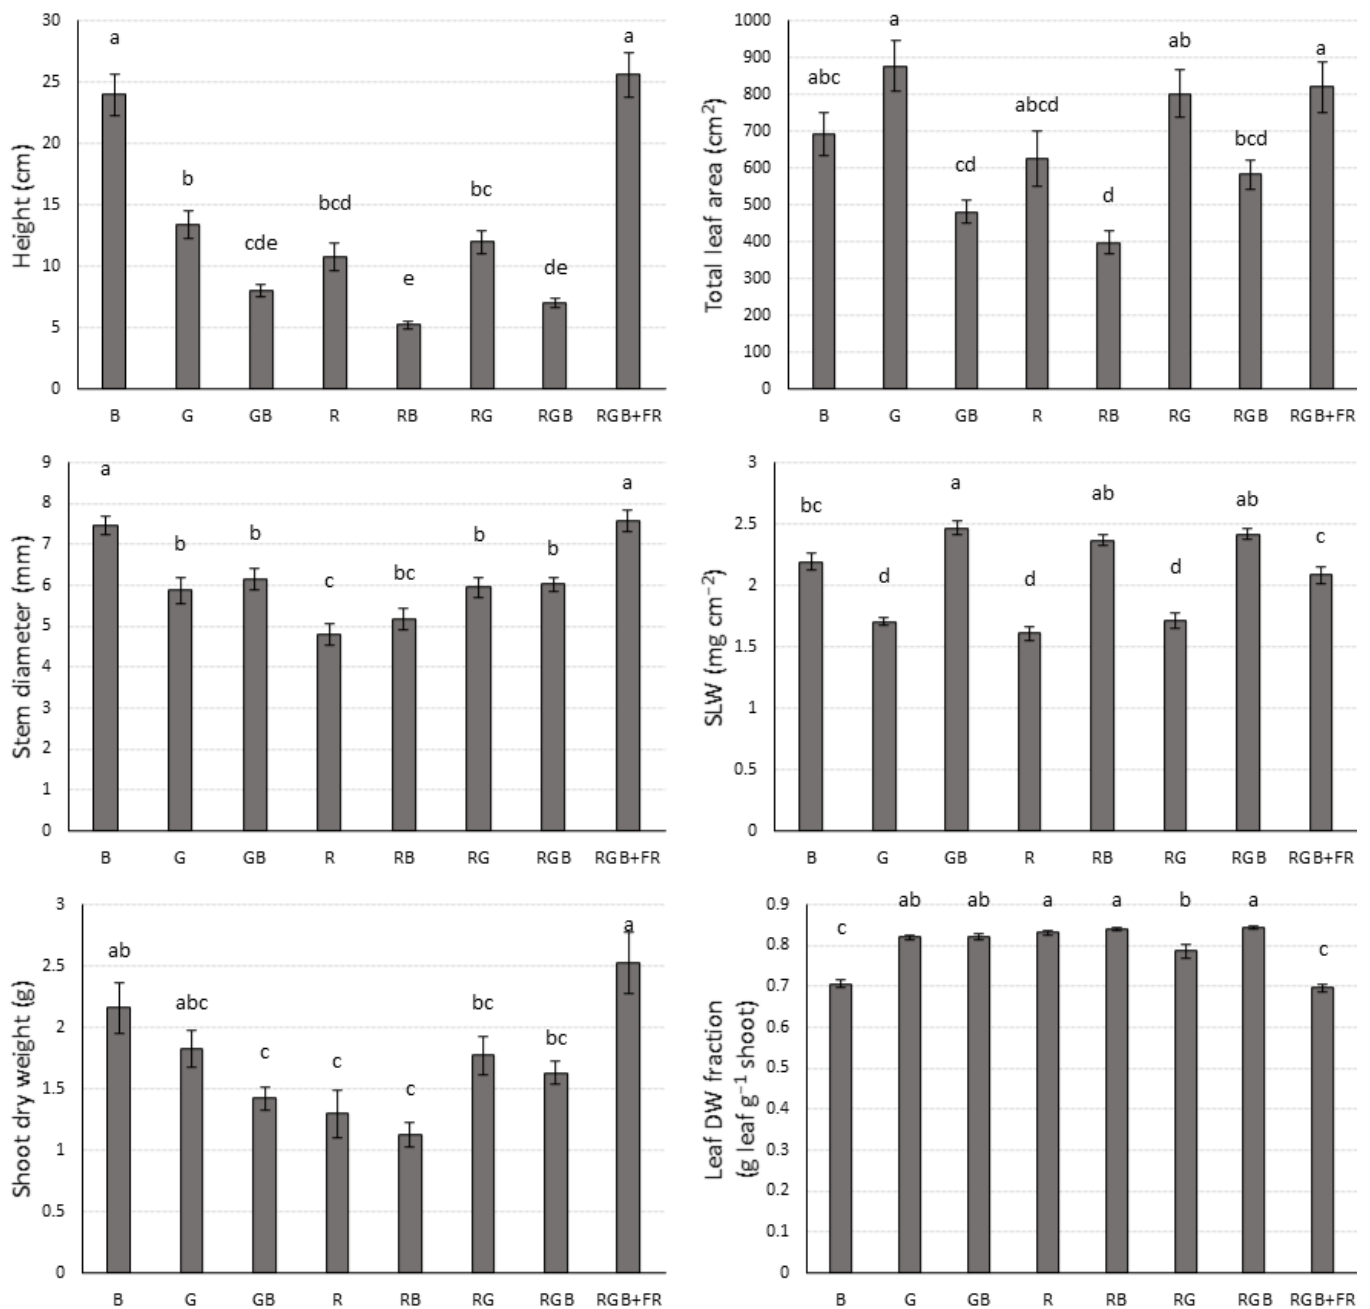 Height (cm)
30
25
20
15
10
5
0
a
b
cde
bcd
e
bc
de
a
B G GB R RB RG RGB RGB+FR
Total leaf area (cm²)
1000
900
800
700
600
500
400
300
200
100
0
abc
a
cd
abcd
d
ab
bcd
a
B G GB R RB RG RGB RGB+FR
Stem diameter (mm)
9
8
7
6
5
4
3
2
1
0
a
b
b
c
bc
b
b
a
B G GB R RB RG RGB RGB+FR
SLW (mg cm⁻²)
3
2.5
2
1.5
1
0.5
0
bc
d
a
d
ab
d
ab
c
B G GB R RB RG RGB RGB+FR
Shoot dry weight (g)
3
2.5
2
1.5
1
0.5
0
ab
abc
c
c
c
bc
bc
a
B G GB R RB RG RGB RGB+FR
Leaf DW fraction
(g leaf g⁻¹ shoot)
0.9
0.8
0.7
0.6
0.5
0.4
0.3
0.2
0.1
0
c
ab
ab
a
a
b
a
c
B G GB R RB RG RGB RGB+FR